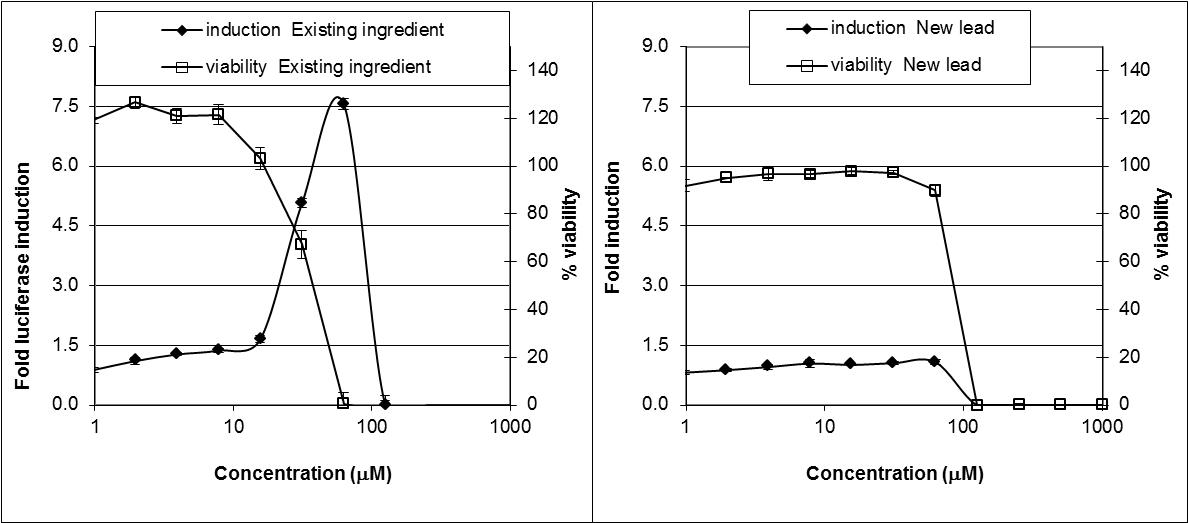 induction Existing ingredient
viability Existing ingredient
Fold luciferase induction
9.0
7.5
6.0
4.5
3.0
1.5
0.0
140
120
100
80
60
40
20
0
% viability
1 10 100 1000
Concentration (µM)
induction New lead
viability New lead
Fold induction
9.0
7.5
6.0
4.5
3.0
1.5
0.0
140
120
100
80
60
40
20
0
% viability
1 10 100 1000
Concentration (µM)